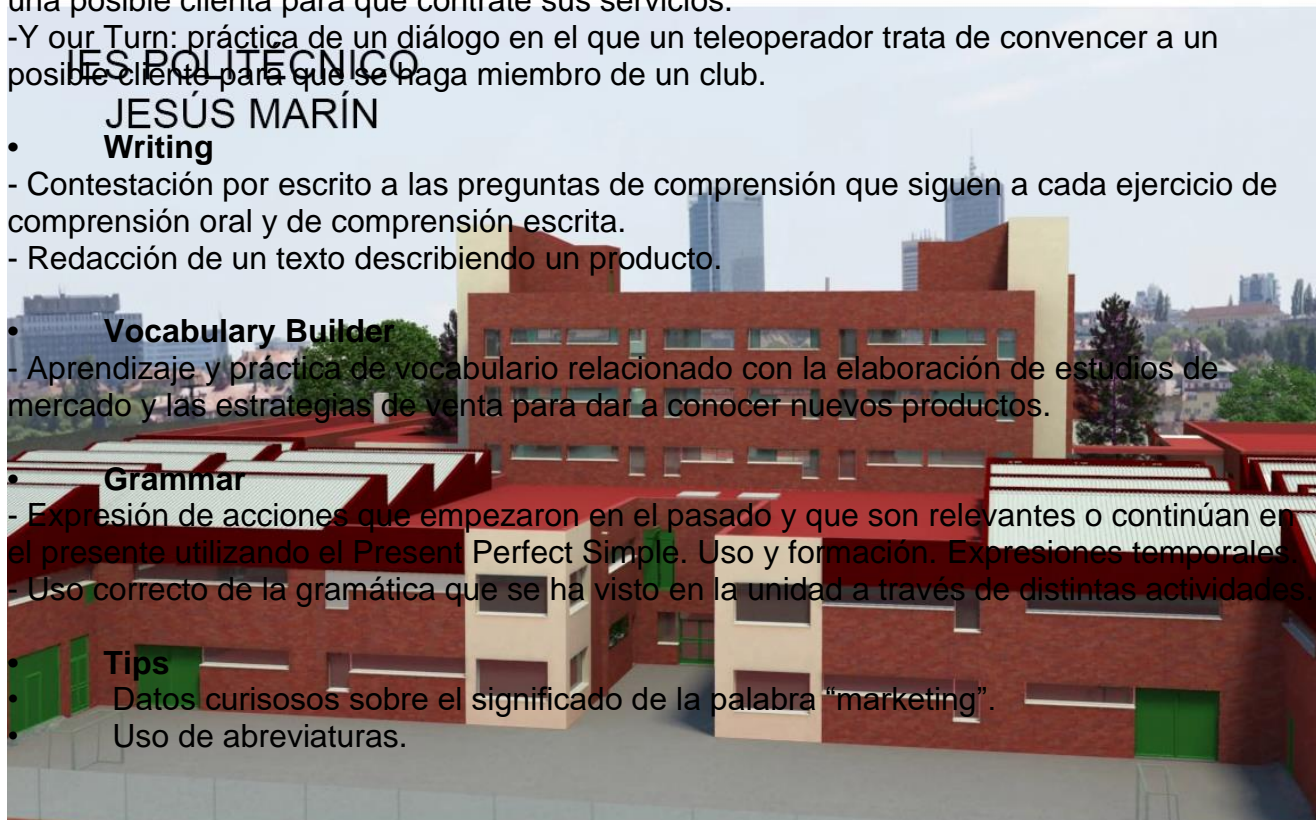 una posible clienta para que contrate sus servicios.
-Y our Turn: práctica de un diálogo en el que un teleoperador trata de convencer a un
IES POLITÉCNICO
posible cliente para que se haga miembro de un club.
JESÚS MARÍN
• Writing
- Contestación por escrito a las preguntas de comprensión que siguen a cada ejercicio de
comprensión oral y de comprensión escrita.
- Redacción de un texto describiendo un producto.
• Vocabulary Builder
- Aprendizaje y práctica de vocabulario relacionado con la elaboración de estudios de
mercado y las estrategias de venta para dar a conocer nuevos productos.
• Grammar
- Expresión de acciones que empezaron en el pasado y que son relevantes o continúan en
el presente utilizando el Present Perfect Simple. Uso y formación. Expresiones temporales.
- Uso correcto de la gramática que se ha visto en la unidad a través de distintas actividades.
• Tips
• Datos curisosos sobre el significado de la palabra “marketing”.
• Uso de abreviaturas.